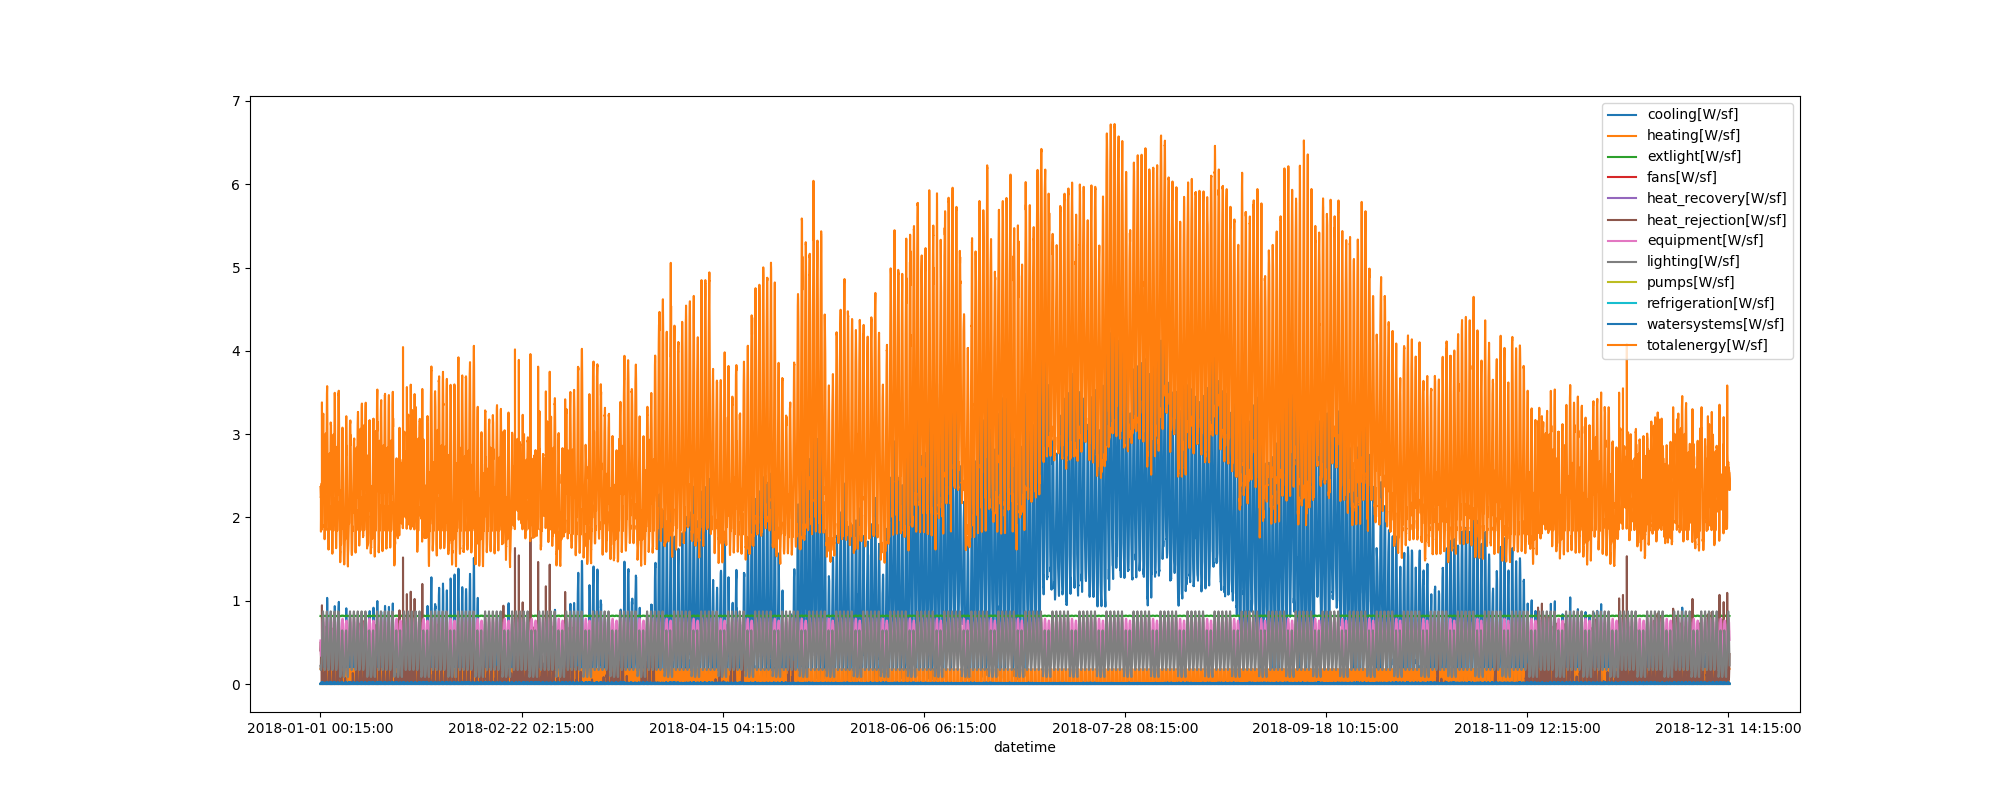 7
6
5
4
3
2
1
0
cooling[W/sf]
heating[W/sf]
extlight[W/sf]
fans[W/sf]
heat_recovery[W/sf]
heat_rejection[W/sf]
equipment[W/sf]
lighting[W/sf]
pumps[W/sf]
refrigeration[W/sf]
watersystems[W/sf]
totalenergy[W/sf]
2018-01-01 00:15:00 2018-02-22 02:15:00 2018-04-15 04:15:00 2018-06-06 06:15:00 2018-07-28 08:15:00 2018-09-18 10:15:00 2018-11-09 12:15:00 2018-12-31 14:15:00
datetime